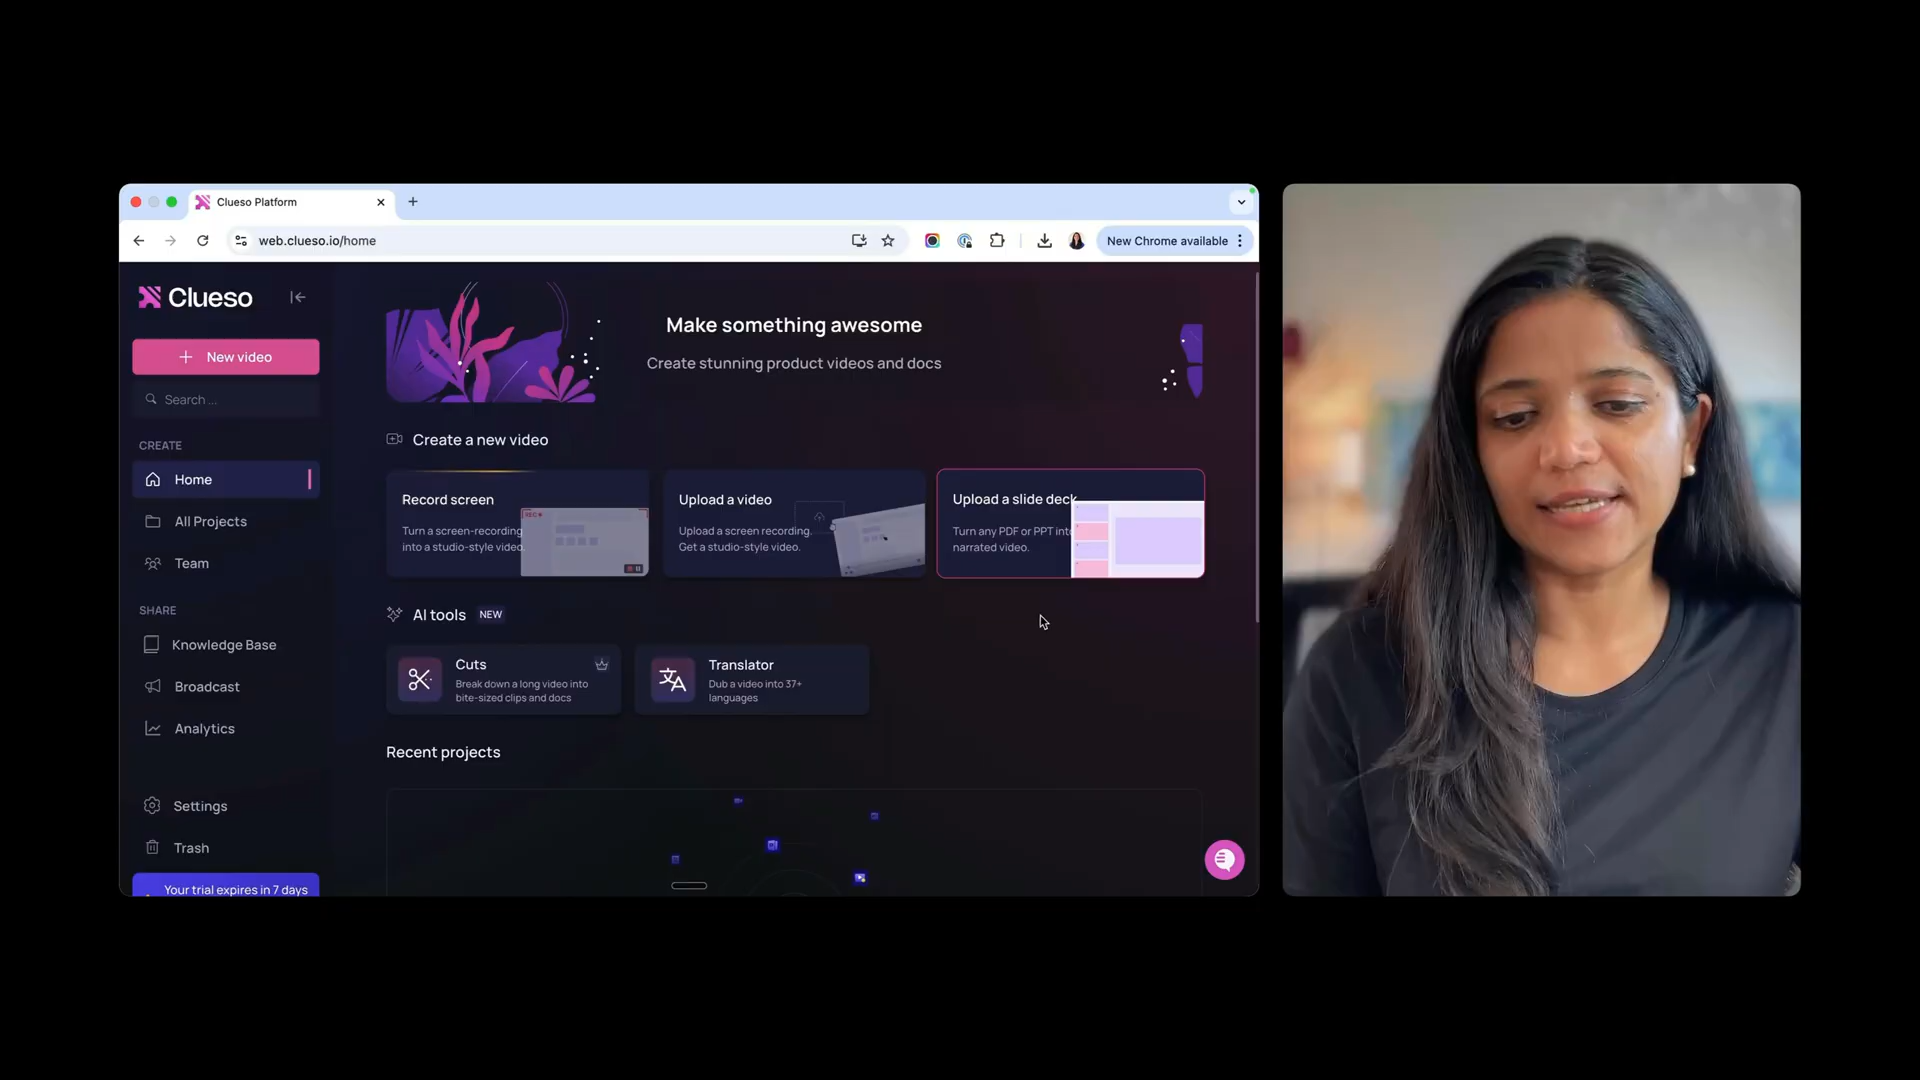 Clueso Platform
web.clueso.io/home
New Chrome available
Clueso
New video
Search ...
CREATE
Home
All Projects
Team
SHARE
Knowledge Base
Broadcast
Analytics
Settings
Trash
Your trial expires in 7 days
Make something awesome
Create stunning product videos and docs
Create a new video
Record screen
Turn a screen-recording
into a studio-style video.
REC
Upload a video
Upload a screen recording.
Get a studio-style video.
Upload a slide deck
Turn any PDF or PPT into
narrated video.
AI tools NEW
Cuts
Break down a long video into
bite-sized clips and docs
Translator
Dub a video into 37+
languages
Recent projects